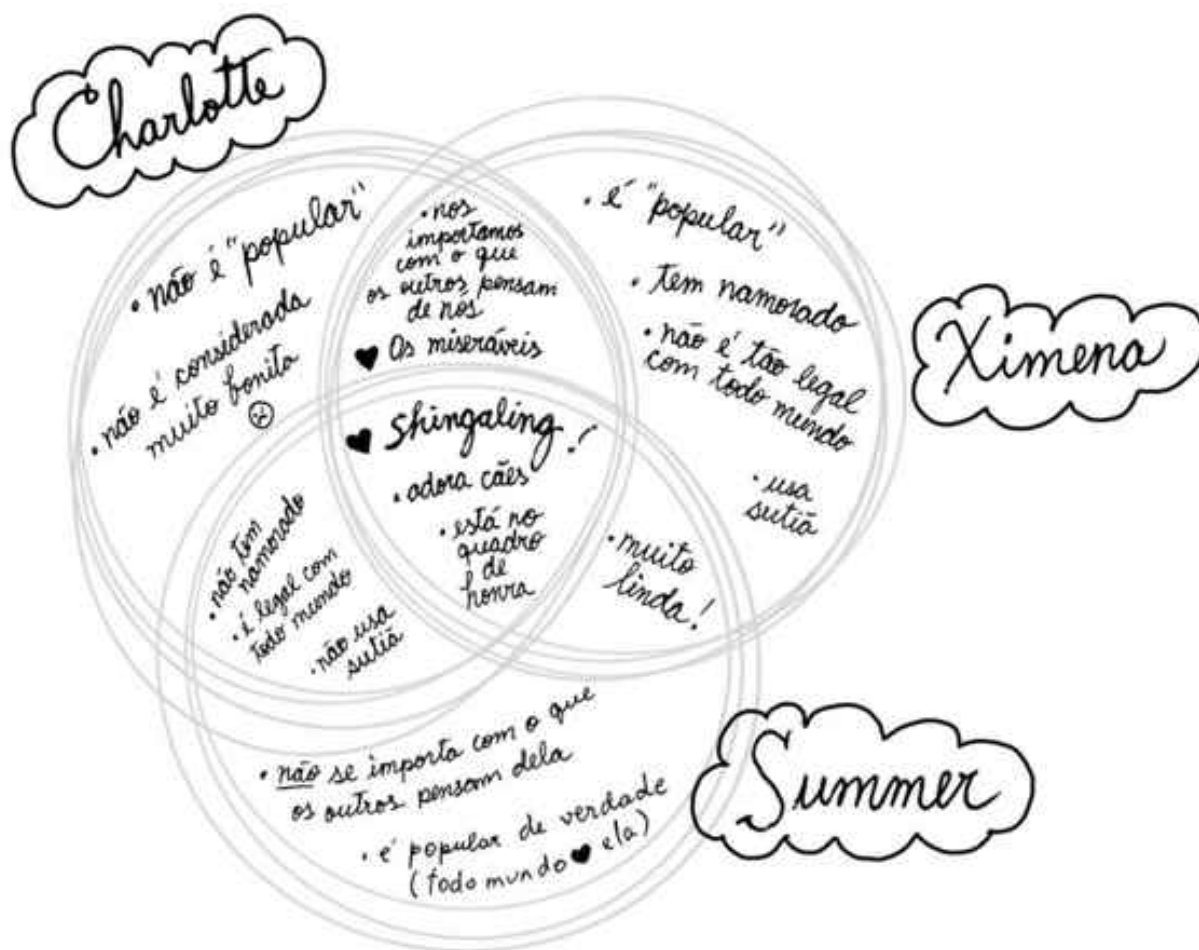 Charlotte
• não é "popular"
• não é considerada
muito bonita
• nos
importamos
com o que
os outros pensam
de nós
♥ Os miseráveis
• é "popular"
• tem namorado
• não é tão legal
com todo mundo
• usa
sutiã
Ximena
♥ Shingaling!
• adora cães
• está no
quadro
de
honra
• não tem
namorado
• é legal com
todo mundo
• não usa
sutiã
• muito
linda!
• não se importa com o que
os outros pensam dela
• é popular de verdade
(todo mundo ♥ ela)
Summer